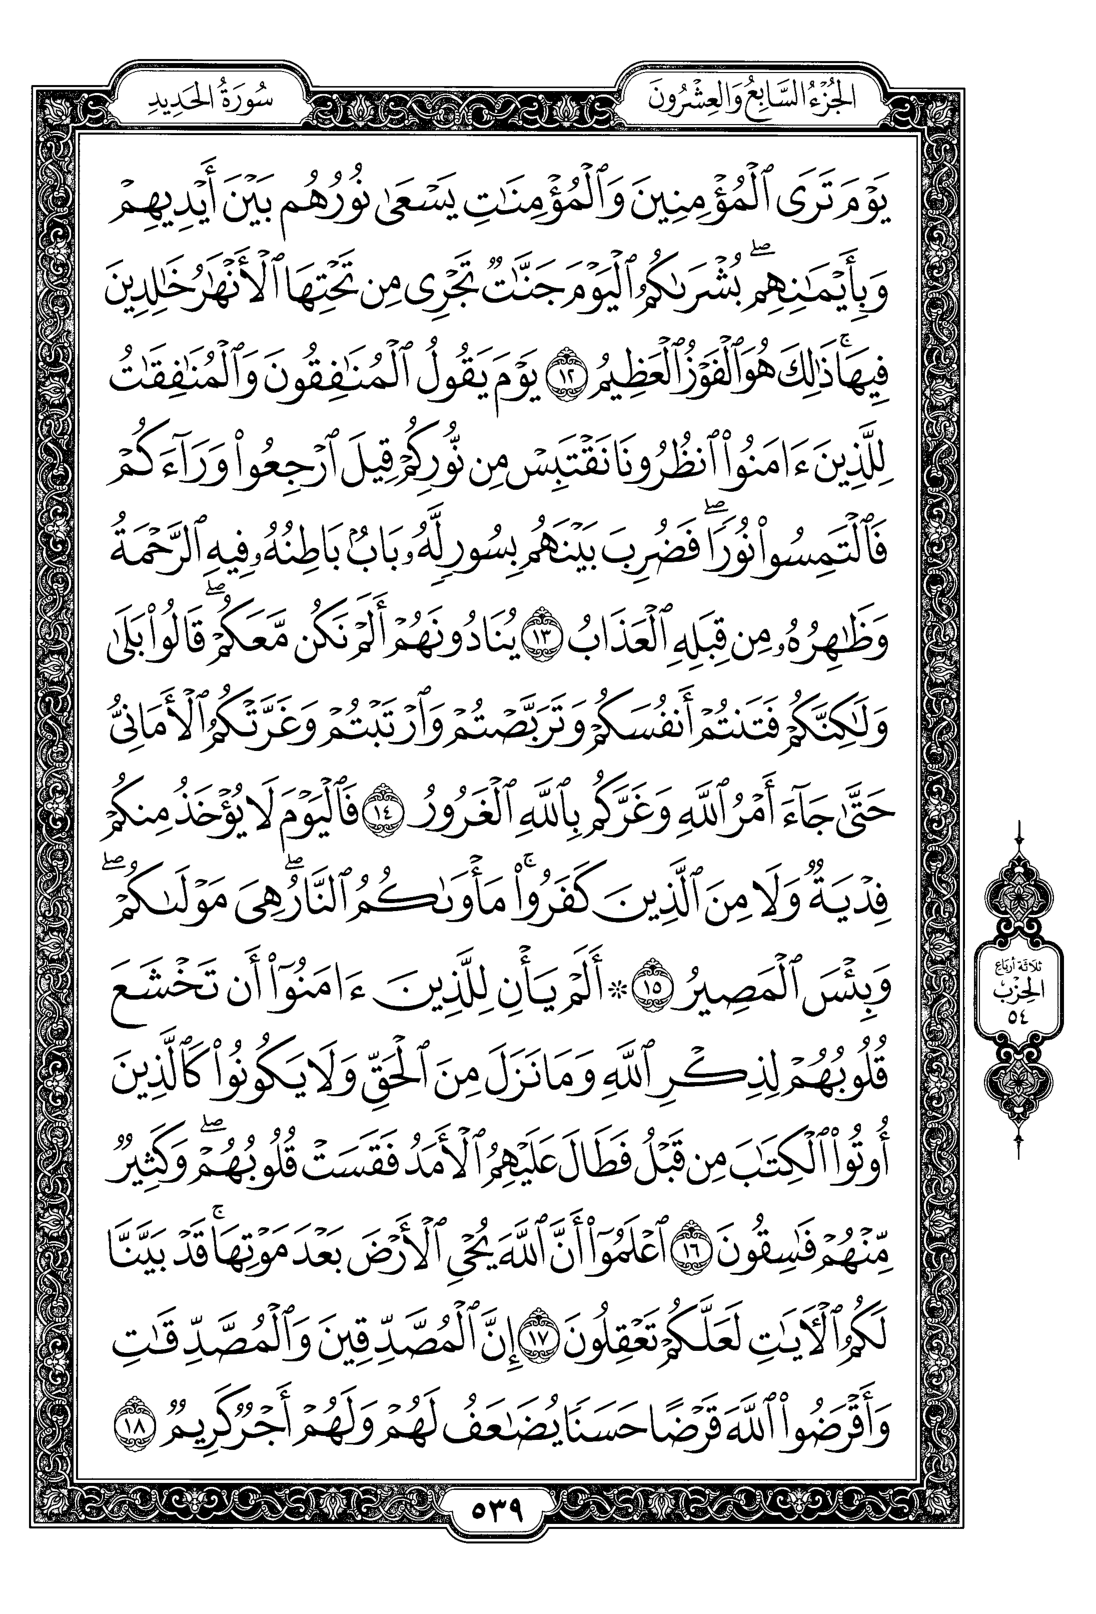 الجُزْءُ السَّابِعُ وَالعِشْرُونَ
سُورَةُ الحَدِيدِ
يَوْمَ تَرَى ٱلْمُؤْمِنِينَ وَٱلْمُؤْمِنَٰتِ يَسْعَىٰ نُورُهُم بَيْنَ أَيْدِيهِمْ
وَبِأَيْمَٰنِهِمۖ بُشْرَىٰكُمُ ٱلْيَوْمَ جَنَّٰتٌ تَجْرِى مِن تَحْتِهَا ٱلْأَنْهَٰرُ خَٰلِدِينَ
فِيهَاۚ ذَٰلِكَ هُوَ ٱلْفَوْزُ ٱلْعَظِيمُ ١٢ يَوْمَ يَقُولُ ٱلْمُنَٰفِقُونَ وَٱلْمُنَٰفِقَٰتُ
لِلَّذِينَ ءَامَنُوا۟ ٱنظُرُونَا نَقْتَبِسْ مِن نُّورِكُمْ قِيلَ ٱرْجِعُوا۟ وَرَآءَكُمْ
فَٱلْتَمِسُوا۟ نُورًاۖ فَضُرِبَ بَيْنَهُم بِسُورٍ لَّهُۥ بَابٌۢ بَاطِنُهُۥ فِيهِ ٱلرَّحْمَةُ
وَظَٰهِرُهُۥ مِن قِبَلِهِ ٱلْعَذَابُ ١٣ يُنَادُونَهُمْ أَلَمْ نَكُن مَّعَكُمْۖ قَالُوا۟ بَلَىٰ
وَلَٰكِنَّكُمْ فَتَنتُمْ أَنفُسَكُمْ وَتَرَبَّصْتُمْ وَٱرْتَبْتُمْ وَغَرَّتْكُمُ ٱلْأَمَانِىُّ
حَتَّىٰ جَآءَ أَمْرُ ٱللَّهِ وَغَرَّكُم بِٱللَّهِ ٱلْغَرُورُ ١٤ فَٱلْيَوْمَ لَا يُؤْخَذُ مِنكُمْ
فِدْيَةٌ وَلَا مِنَ ٱلَّذِينَ كَفَرُوا۟ۚ مَأْوَىٰكُمُ ٱلنَّارُۖ هِىَ مَوْلَىٰكُمْۖ
وَبِئْسَ ٱلْمَصِيرُ ١٥ ۞ أَلَمْ يَأْنِ لِلَّذِينَ ءَامَنُوٓا۟ أَن تَخْشَعَ
قُلُوبُهُمْ لِذِكْرِ ٱللَّهِ وَمَا نَزَلَ مِنَ ٱلْحَقِّ وَلَا يَكُونُوا۟ كَٱلَّذِينَ
أُوتُوا۟ ٱلْكِتَٰبَ مِن قَبْلُ فَطَالَ عَلَيْهِمُ ٱلْأَمَدُ فَقَسَتْ قُلُوبُهُمْۖ وَكَثِيرٌ
مِّنْهُمْ فَٰسِقُونَ ١٦ ٱعْلَمُوٓا۟ أَنَّ ٱللَّهَ يُحْىِ ٱلْأَرْضَ بَعْدَ مَوْتِهَاۚ قَدْ بَيَّنَّا
لَكُمُ ٱلْءَايَٰتِ لَعَلَّكُمْ تَعْقِلُونَ ١٧ إِنَّ ٱلْمُصَّدِّقِينَ وَٱلْمُصَّدِّقَٰتِ
وَأَقْرَضُوا۟ ٱللَّهَ قَرْضًا حَسَنًا يُضَٰعَفُ لَهُمْ وَلَهُمْ أَجْرٌ كَرِيمٌ ١٨
ثلاثة أرباع
الحِزْب
٥٤
٥٣٩